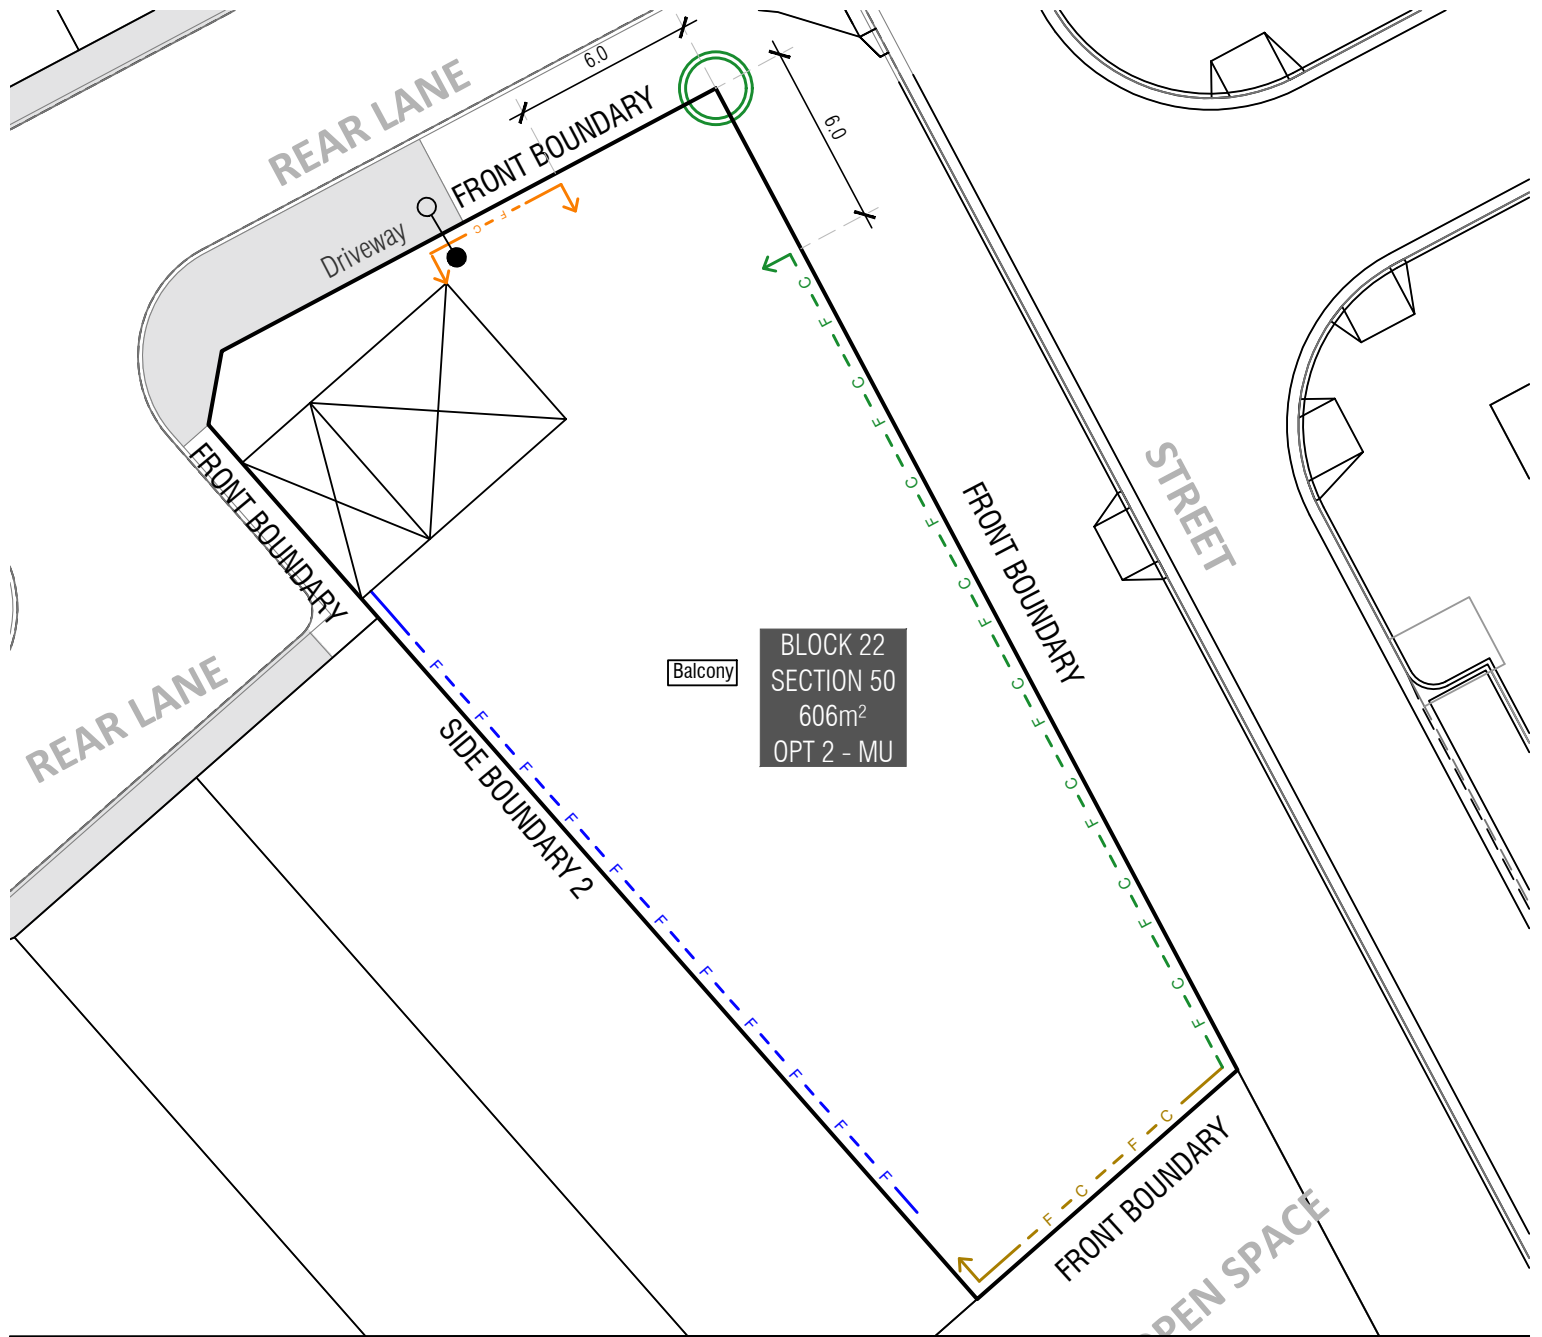 6.0
REAR LANE
FRONT BOUNDARY
6.0
Driveway
C F
FRONT BOUNDARY
STREET
FRONT BOUNDARY
C F F C F C F C F C F C F C F C F C F
BLOCK 22
SECTION 50
606m²
OPT 2 - MU
Balcony
REAR LANE
SIDE BOUNDARY 2
F F F F F F F F F F F
C
F
C
F
FRONT BOUNDARY
OPEN SPACE